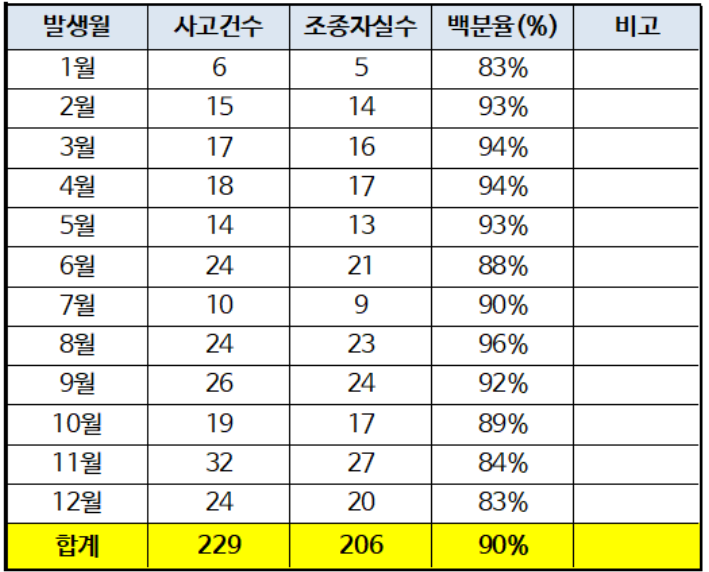 발생월 사고건수 조종자실수 백분율(%) 비고
1월 6 5 83%
2월 15 14 93%
3월 17 16 94%
4월 18 17 94%
5월 14 13 93%
6월 24 21 88%
7월 10 9 90%
8월 24 23 96%
9월 26 24 92%
10월 19 17 89%
11월 32 27 84%
12월 24 20 83%
합계 229 206 90%